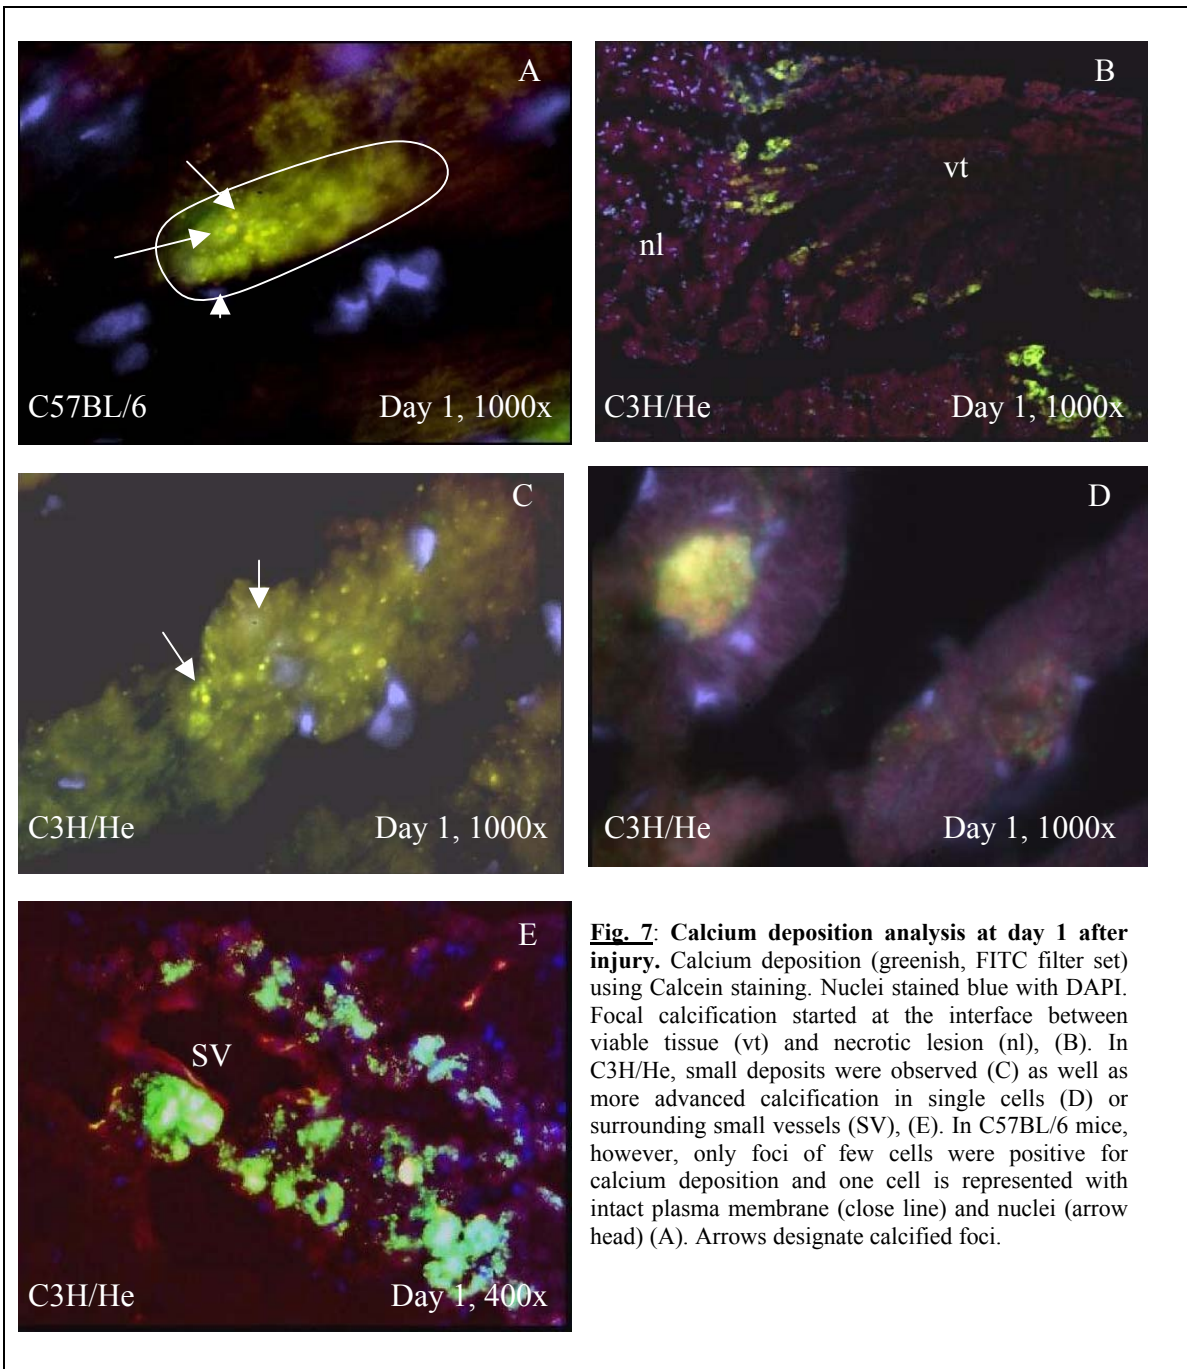 A
C57BL/6 Day 1, 1000x
B
vt
nl
C3H/He Day 1, 1000x
C
C3H/He Day 1, 1000x
D
C3H/He Day 1, 1000x
E
SV
C3H/He Day 1, 400x
Fig. 7: Calcium deposition analysis at day 1 after
injury. Calcium deposition (greenish, FITC filter set)
using Calcein staining. Nuclei stained blue with DAPI.
Focal calcification started at the interface between
viable tissue (vt) and necrotic lesion (nl), (B). In
C3H/He, small deposits were observed (C) as well as
more advanced calcification in single cells (D) or
surrounding small vessels (SV), (E). In C57BL/6 mice,
however, only foci of few cells were positive for
calcium deposition and one cell is represented with
intact plasma membrane (close line) and nuclei (arrow
head) (A). Arrows designate calcified foci.